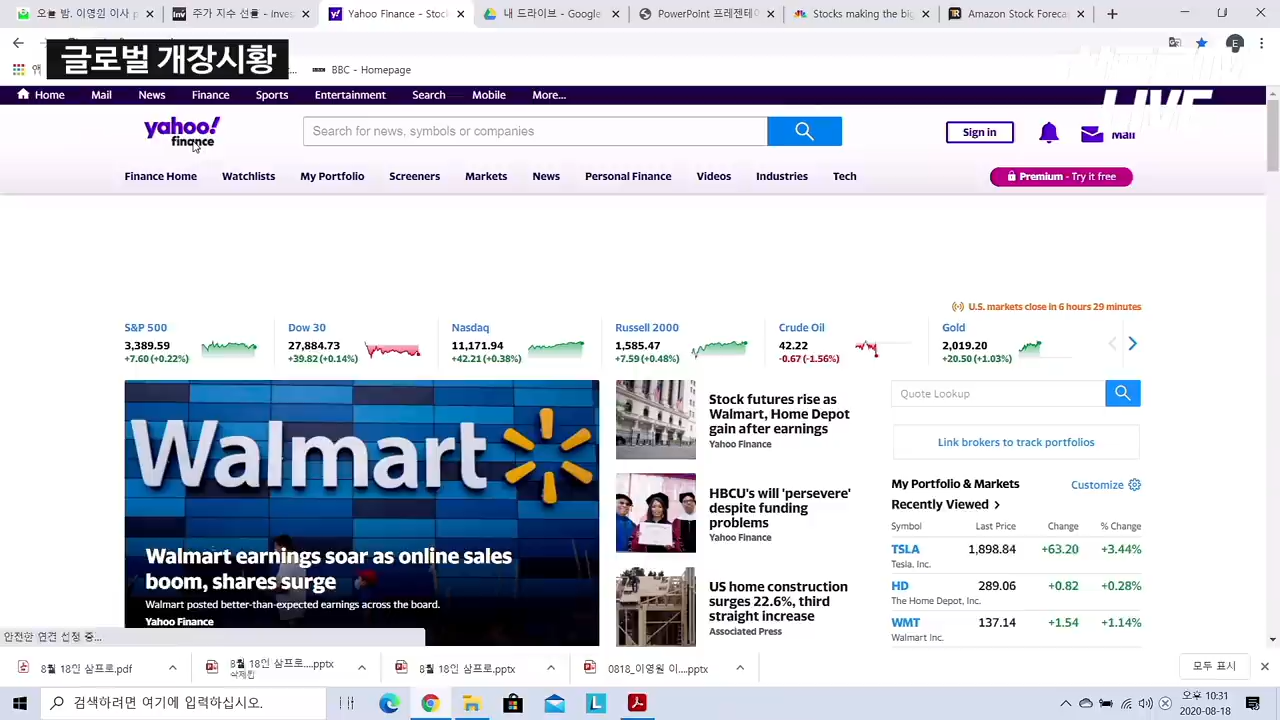 오늘 밤, 이영원 이사
주가 지수 지수 - Inves
Yahoo Finance - Stoc
내 드라이브 - Google
PowerPoint 프레젠테이
Stocks making the big
Amazon Stock Forecas
글로벌 개장시황
BBC - Homepage
LIVE
Home
Mail
News
Finance
Sports
Entertainment
Search
Mobile
More...
yahoo!
finance
Search for news, symbols or companies
Sign in
Mail
Finance Home
Watchlists
My Portfolio
Screeners
Markets
News
Personal Finance
Videos
Industries
Tech
Premium - Try it free
U.S. markets close in 6 hours 29 minutes
S&P 500
3,389.59
+7.60 (+0.22%)
Dow 30
27,884.73
+39.82 (+0.14%)
Nasdaq
11,171.94
+42.21 (+0.38%)
Russell 2000
1,585.47
+7.59 (+0.48%)
Crude Oil
42.22
-0.67 (-1.56%)
Gold
2,019.20
+20.50 (+1.03%)
Walmart
Walmart earnings soar as online sales
boom, shares surge
Walmart posted better-than-expected earnings across the board.
Yahoo Finance
Stock futures rise as
Walmart, Home Depot
gain after earnings
Yahoo Finance
HBCU's will 'persevere'
despite funding
problems
Yahoo Finance
US home construction
surges 22.6%, third
straight increase
Associated Press
Quote Lookup
Link brokers to track portfolios
My Portfolio & Markets
Customize
Recently Viewed
Symbol Last Price Change % Change
TSLA 1,898.84 +63.20 +3.44%
Tesla, Inc.
HD 289.06 +0.82 +0.28%
The Home Depot, Inc.
WMT 137.14 +1.54 +1.14%
Walmart Inc.
안전한 연결 설정 중...
8월 18일 삼프로.pdf
8월 18일 삼프로....pptx
삭제됨
8월 18일 삼프로.pptx
0818_이영원 이....pptx
모두 표시
검색하려면 여기에 입력하십시오.
오후 10:31
2020-08-18